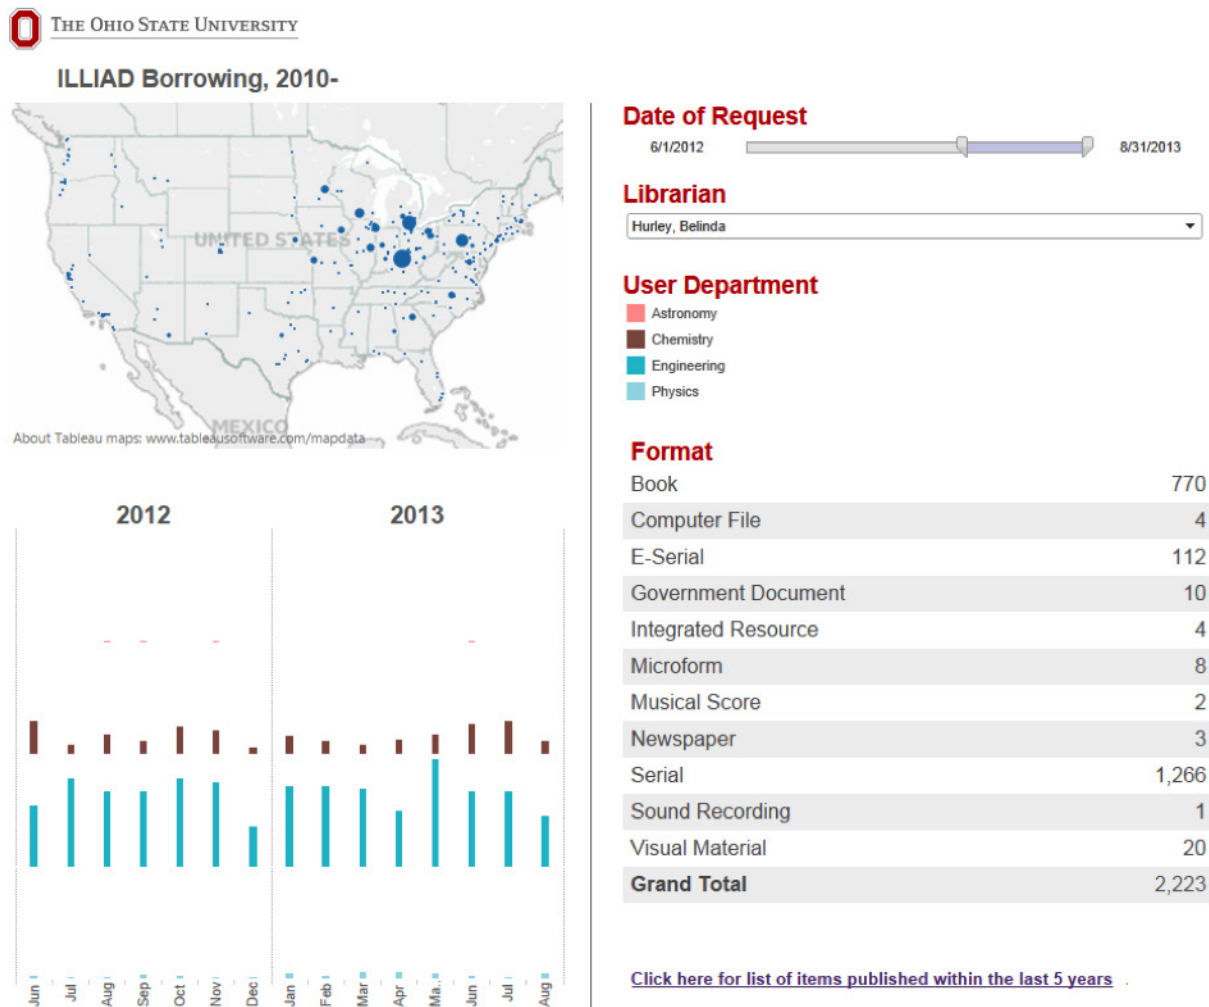 THE OHIO STATE UNIVERSITY
ILLIAD Borrowing, 2010-
UNITED STATES
MEXICO
About Tableau maps: www.tableausoftware.com/mapdata
2012 2013
Jun Jul Aug Sep Oct Nov Dec Jan Feb Mar Apr Ma.. Jun Jul Aug
Date of Request
6/1/2012 8/31/2013
Librarian
Hurley, Belinda
User Department
Astronomy
Chemistry
Engineering
Physics
Format
Book 770
Computer File 4
E-Serial 112
Government Document 10
Integrated Resource 4
Microform 8
Musical Score 2
Newspaper 3
Serial 1,266
Sound Recording 1
Visual Material 20
Grand Total 2,223
Click here for list of items published within the last 5 years .